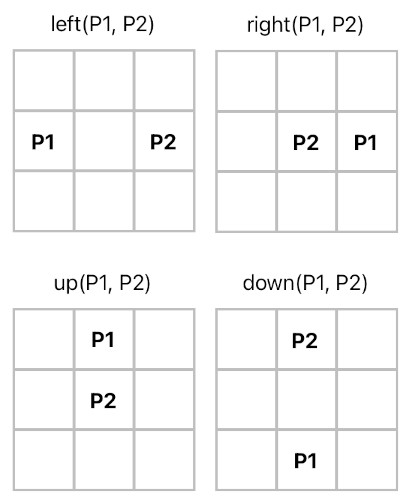 left(P1, P2)
right(P1, P2)
P1 P2
P2 P1
up(P1, P2)
down(P1, P2)
P1
P2
P2
P1